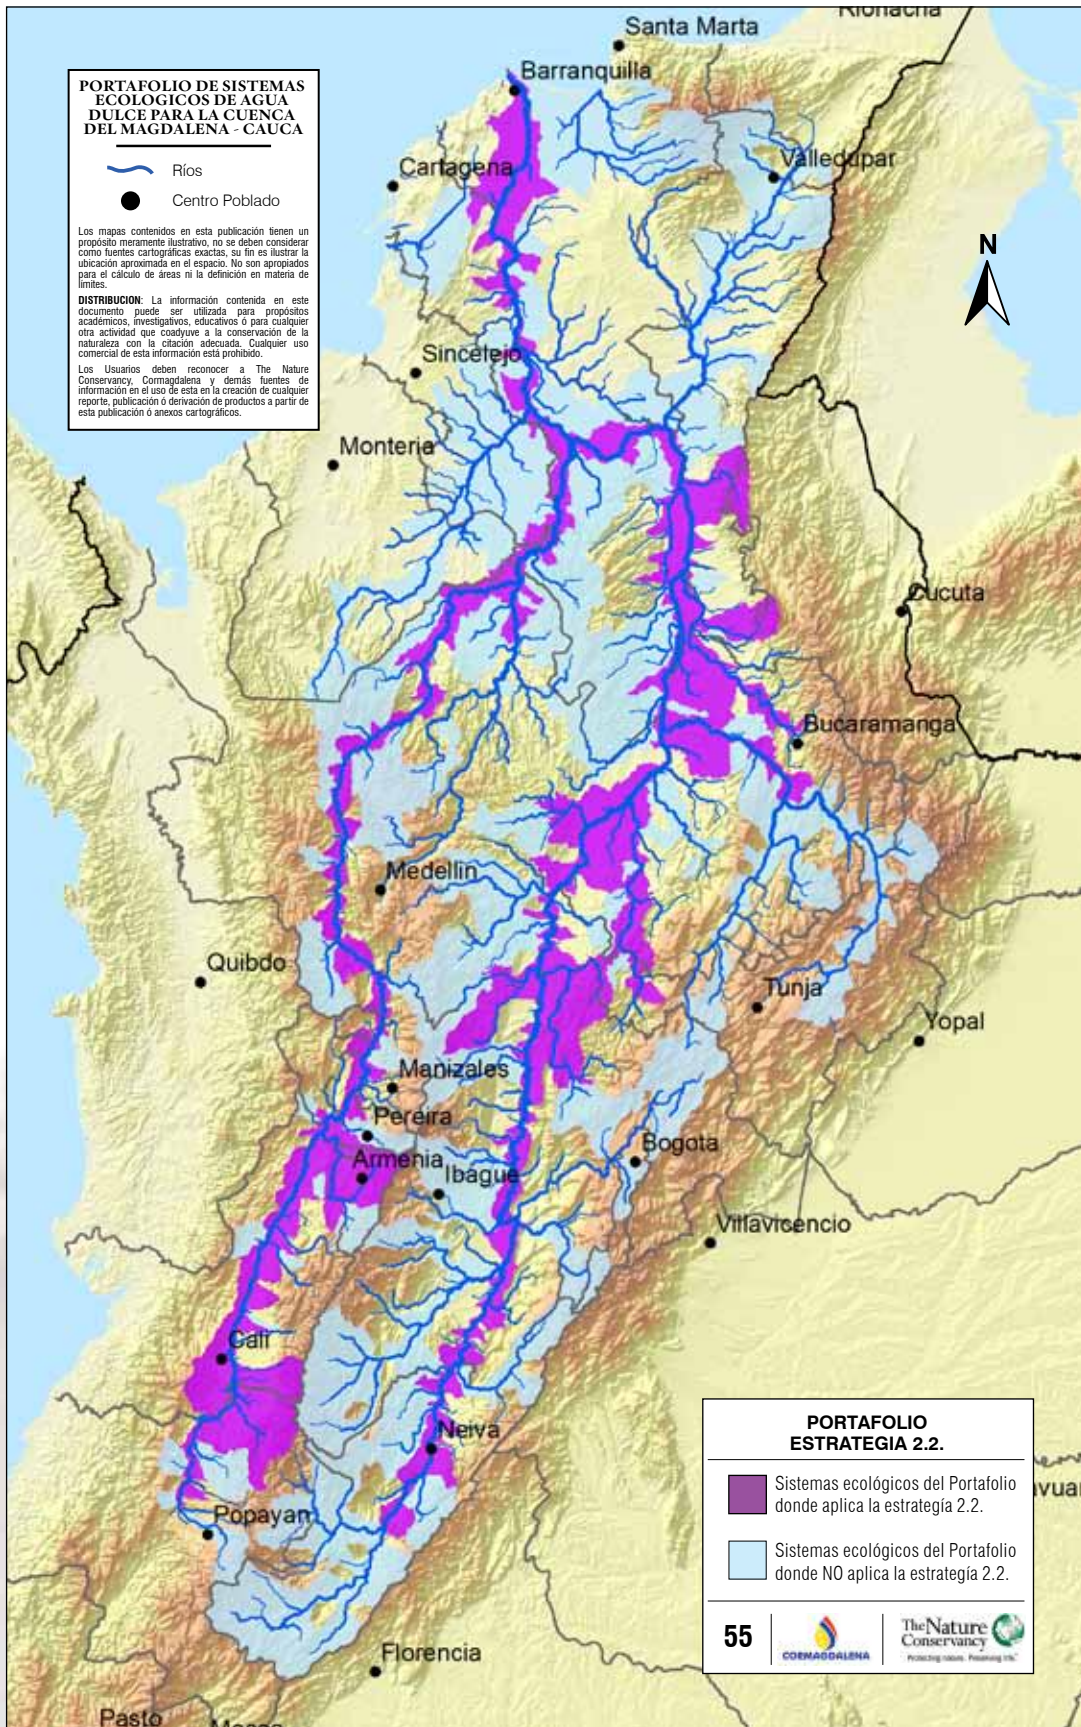 Riohacha
Santa Marta
Barranquilla
PORTAFOLIO DE SISTEMAS
ECOLOGICOS DE AGUA
DULCE PARA LA CUENCA
DEL MAGDALENA - CAUCA
Ríos
Centro Poblado
Los mapas contenidos en esta publicación tienen un
propósito meramente ilustrativo, no se deben considerar
como fuentes cartográficas exactas, su fin es ilustrar la
ubicación aproximada en el espacio. No son apropiados
para el cálculo de áreas ni la definición en materia de
límites.
DISTRIBUCION: La información contenida en este
documento puede ser utilizada para propósitos
académicos, investigativos, educativos ó para cualquier
otra actividad que coadyuve a la conservación de la
naturaleza con la citación adecuada. Cualquier uso
comercial de esta información está prohibido.
Los Usuarios deben reconocer a The Nature
Conservancy, Cormagdalena y demás fuentes de
información en el uso de esta en la creación de cualquier
reporte, publicación ó derivación de productos a partir de
esta publicación ó anexos cartográficos.
Cartagena
Valledupar
N
Sincelejo
Monteria
Cucuta
Bucaramanga
Medellin
Quibdo
Tunja
Yopal
Manizales
Pereira
Armenia
Ibague
Bogota
Villavicencio
Cali
Neiva
Popayan
Florencia
Pasto
PORTAFOLIO
ESTRATEGIA 2.2.
Sistemas ecológicos del Portafolio
donde aplica la estrategía 2.2.
Sistemas ecológicos del Portafolio
donde NO aplica la estrategía 2.2.
55
CORMAGDALENA
The Nature
Conservancy
Protecting nature. Preserving life.